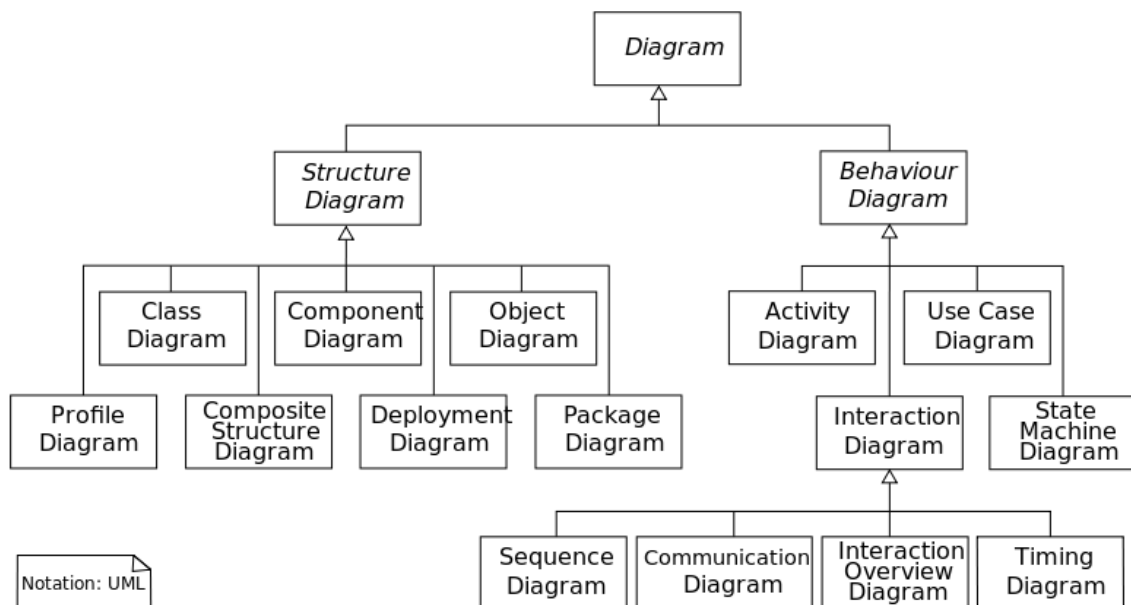 Diagram
Structure
Diagram
Behaviour
Diagram
Class
Diagram
Component
Diagram
Object
Diagram
Activity
Diagram
Use Case
Diagram
Profile
Diagram
Composite
Structure
Diagram
Deployment
Diagram
Package
Diagram
Interaction
Diagram
State
Machine
Diagram
Sequence
Diagram
Communication
Diagram
Interaction
Overview
Diagram
Timing
Diagram
Notation: UML